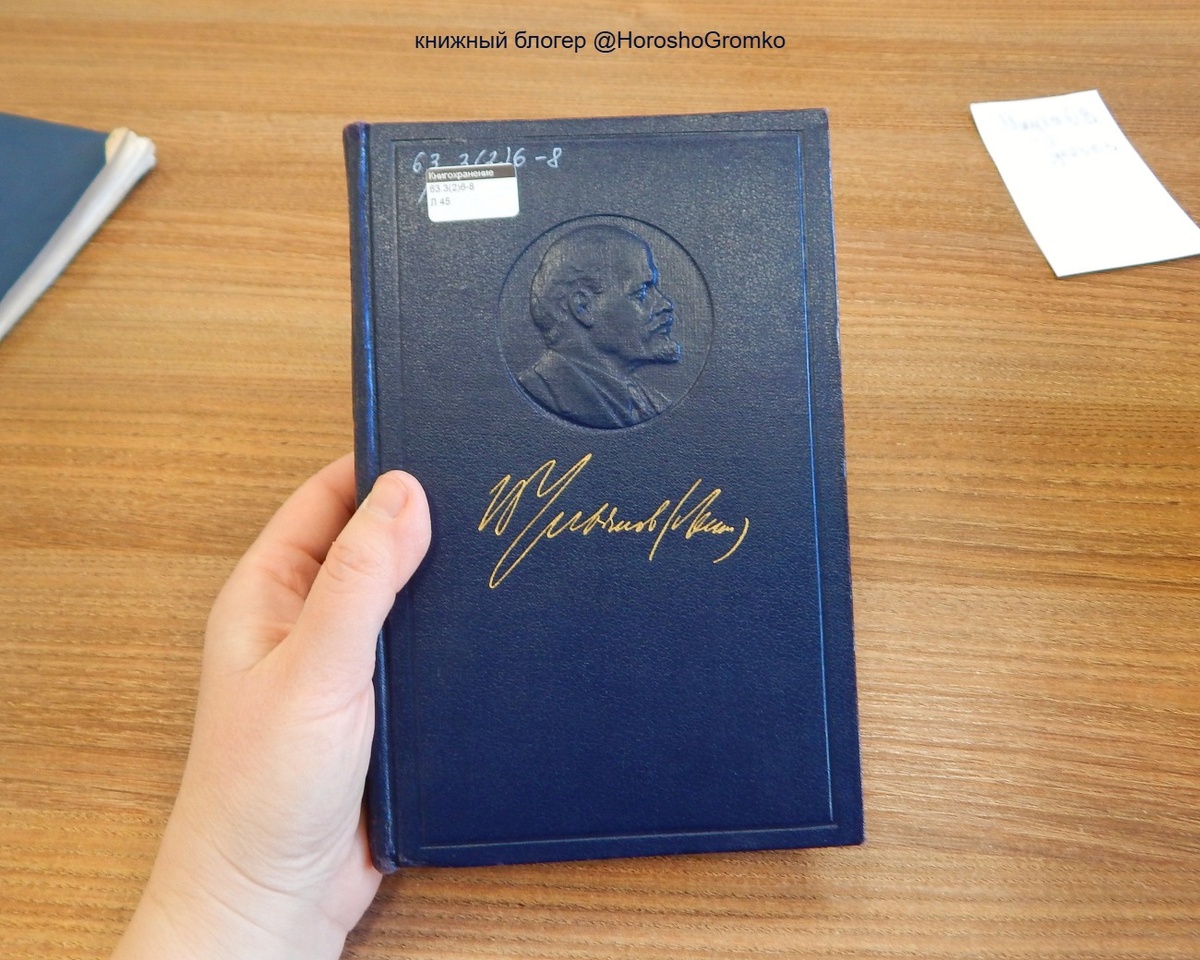 книжный блогер @HoroshoGromko
63.3(2)6-8
Книгохранение
63.3(2)6-8
Л 45
В Ульянов (Ленин)